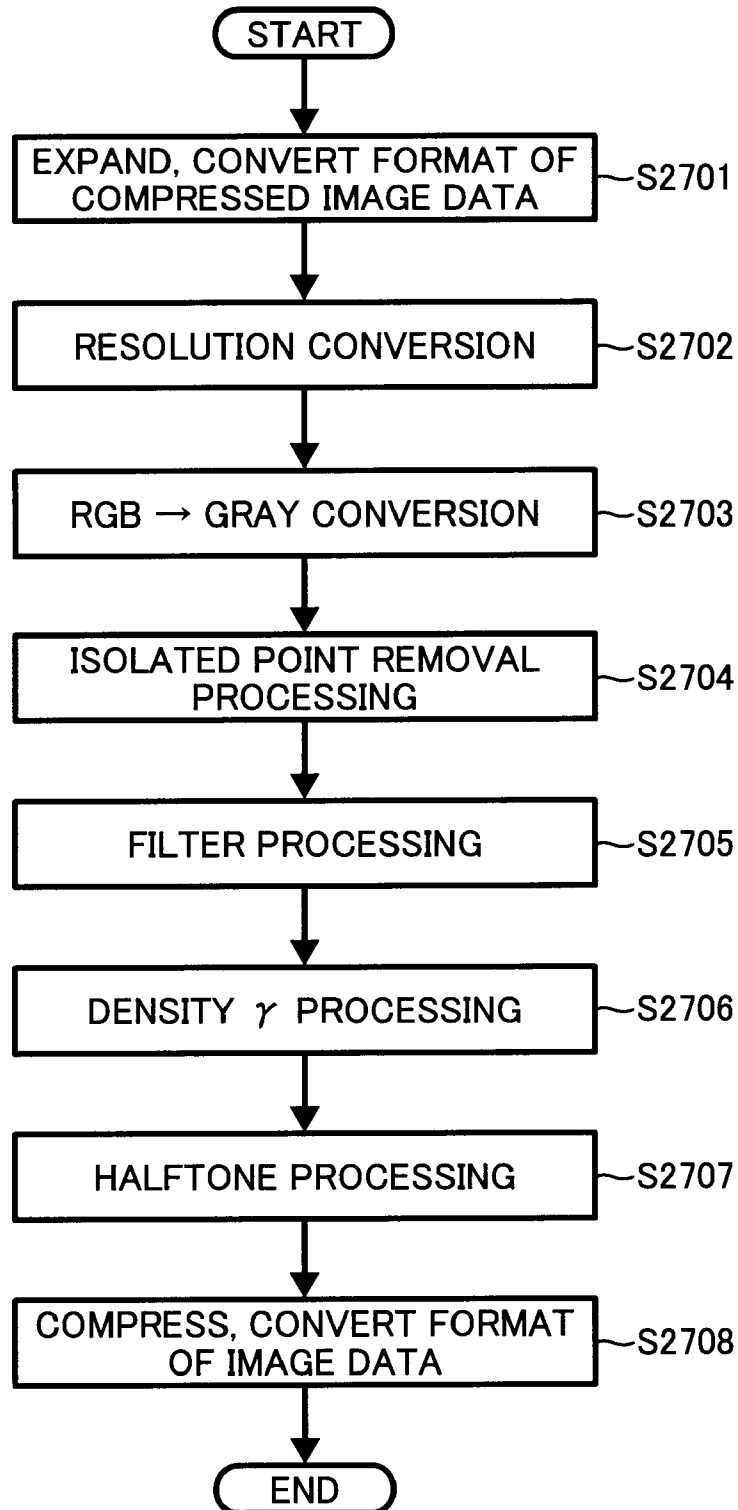 START
EXPAND, CONVERT FORMAT OF
COMPRESSED IMAGE DATA
S2701
RESOLUTION CONVERSION
S2702
RGB → GRAY CONVERSION
S2703
ISOLATED POINT REMOVAL
PROCESSING
S2704
FILTER PROCESSING
S2705
DENSITY γ PROCESSING
S2706
HALFTONE PROCESSING
S2707
COMPRESS, CONVERT FORMAT
OF IMAGE DATA
S2708
END